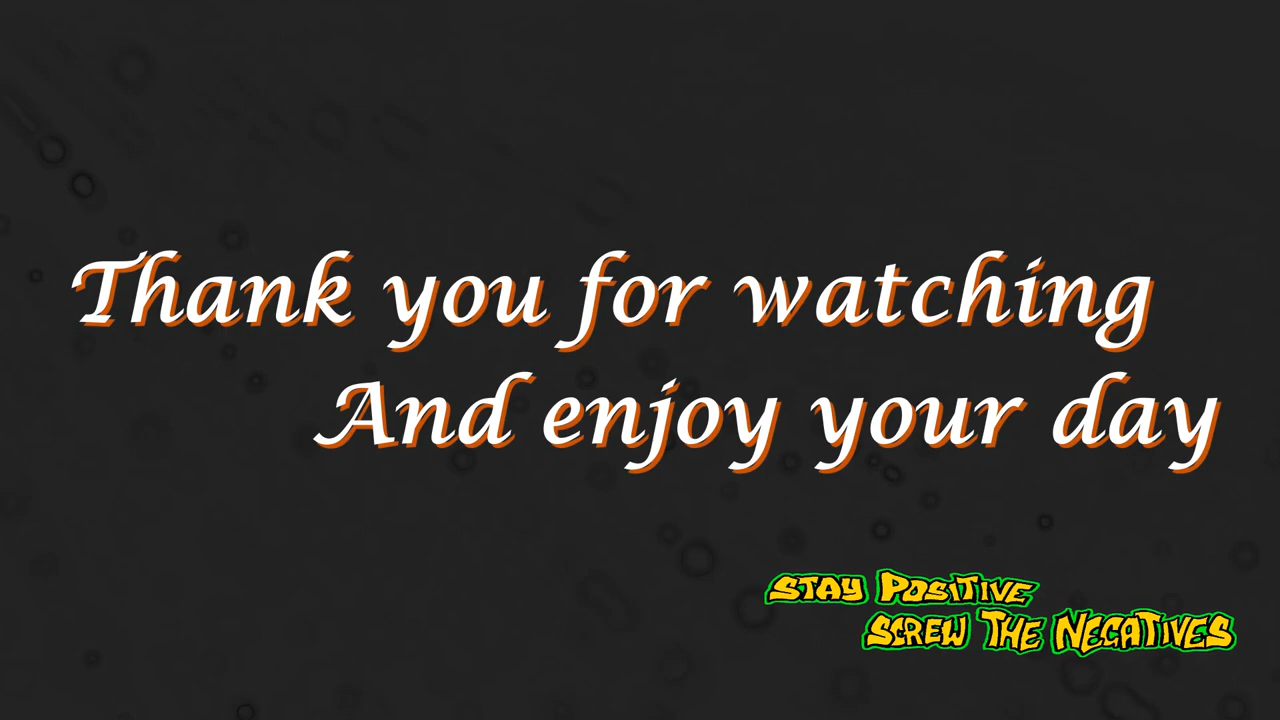 Thank you for watching
And enjoy your day
STAY POSITIVE
SCREW THE NEGATIVES